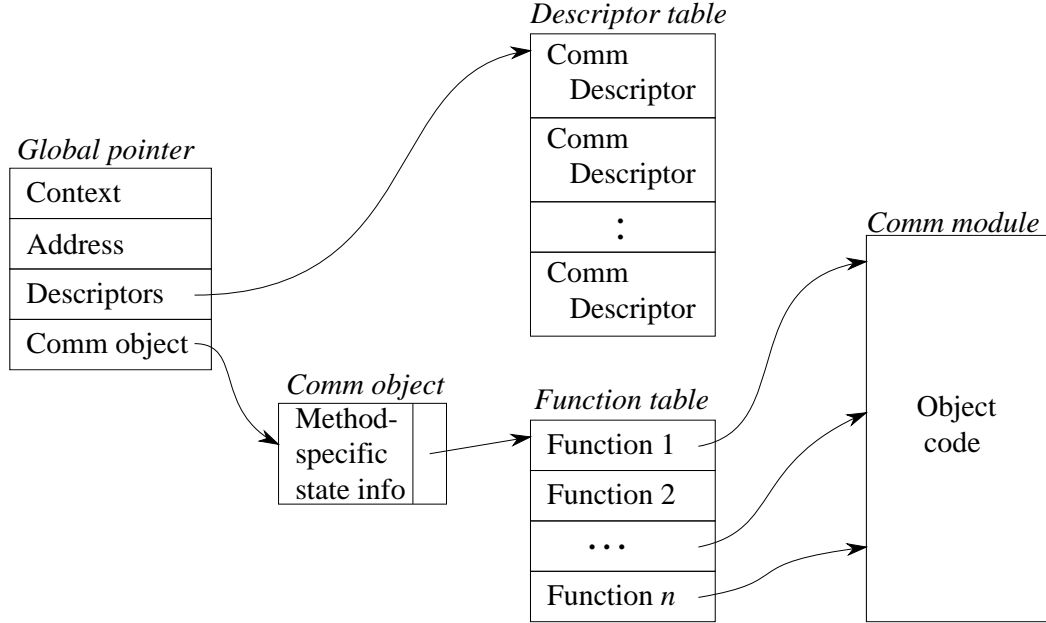 Descriptor table
Comm
Descriptor
Comm
Descriptor
:
Comm
Descriptor
Global pointer
Context
Address
Descriptors
Comm object
Comm object
Method-
specific
state info
Function table
Function 1
Function 2
...
Function n
Comm module
Object
code